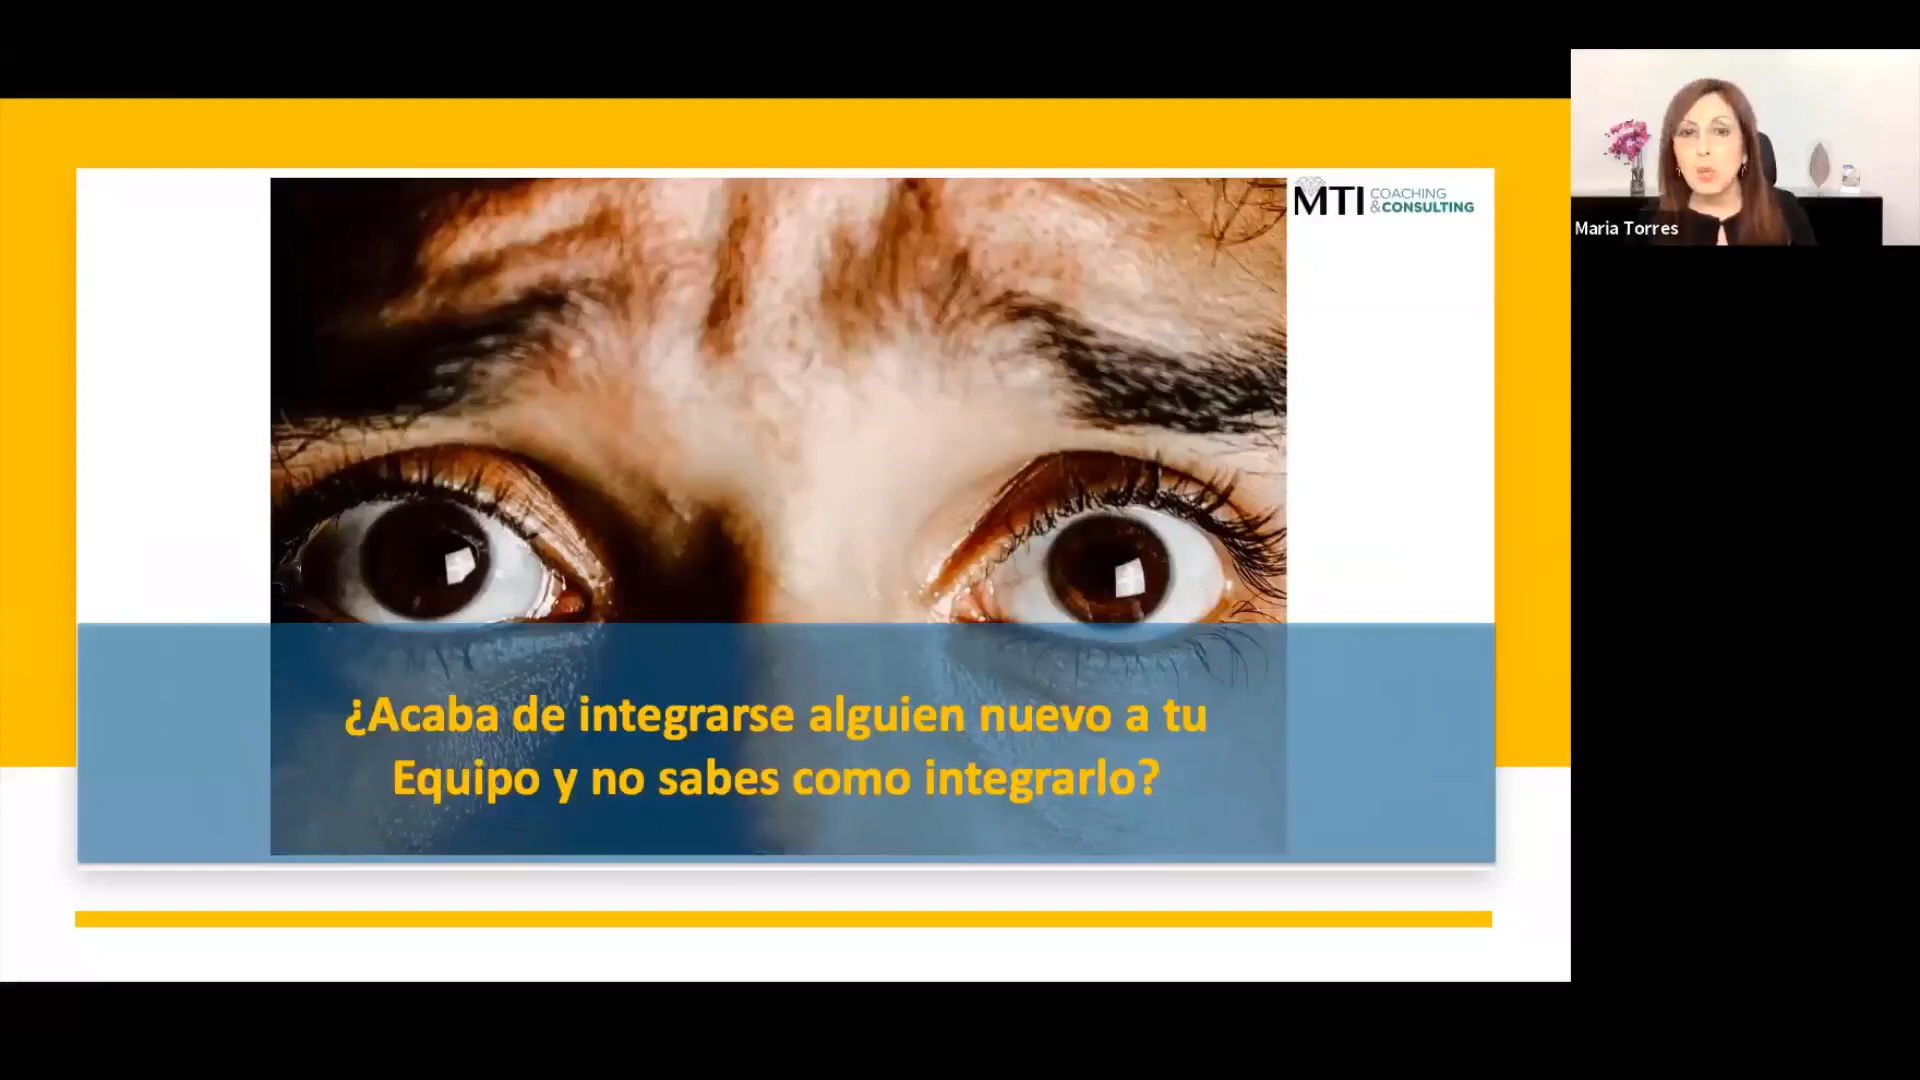 MTI COACHING
&CONSULTING
Maria Torres
¿Acaba de integrarse alguien nuevo a tu
Equipo y no sabes como integrarlo?